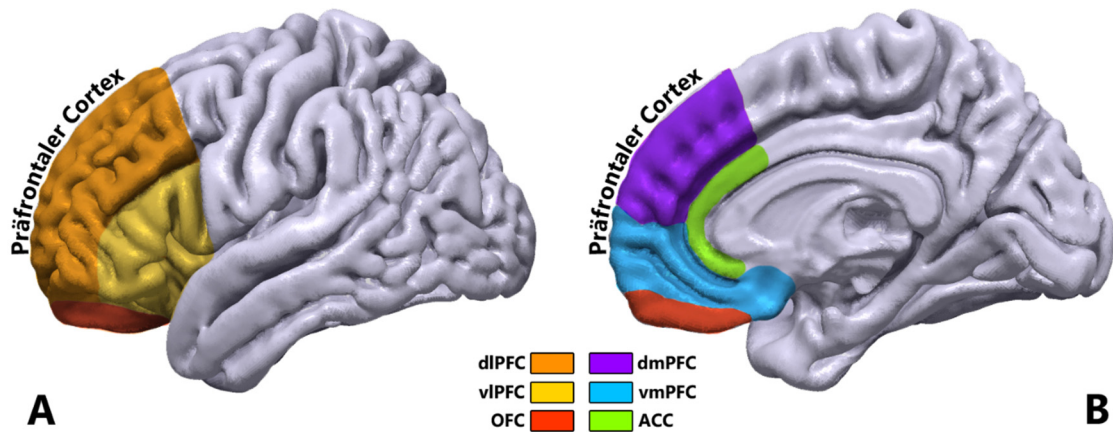 Präfrontaler Cortex
Präfrontaler Cortex
dlPFC
dmPFC
vlPFC
vmPFC
OFC
ACC
A
B